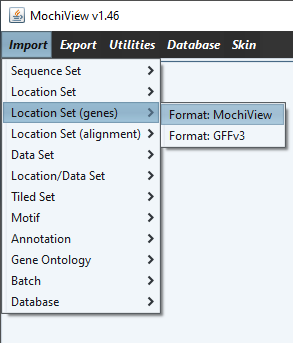 MochiView v1.46
Import Export Utilities Database Skin
Sequence Set
Location Set
Location Set (genes)
Format: MochiView
Location Set (alignment)
Format: GFFv3
Data Set
Location/Data Set
Tiled Set
Motif
Annotation
Gene Ontology
Batch
Database